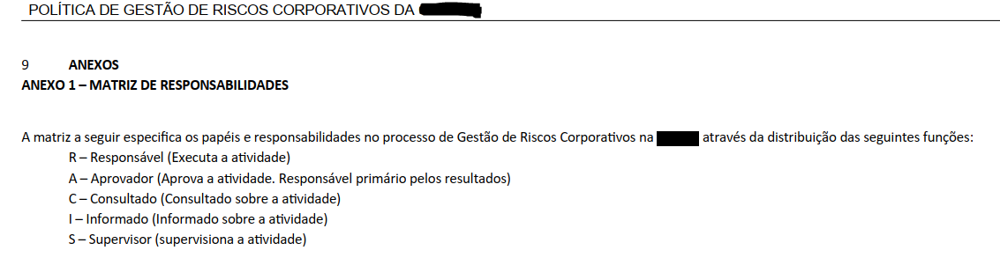 POLÍTICA DE GESTÃO DE RISCOS CORPORATIVOS DA
9 ANEXOS
ANEXO 1 – MATRIZ DE RESPONSABILIDADES
A matriz a seguir especifica os papéis e responsabilidades no processo de Gestão de Riscos Corporativos na através da distribuição das seguintes funções:
R – Responsável (Executa a atividade)
A – Aprovador (Aprova a atividade. Responsável primário pelos resultados)
C – Consultado (Consultado sobre a atividade)
I – Informado (Informado sobre a atividade)
S – Supervisor (supervisiona a atividade)